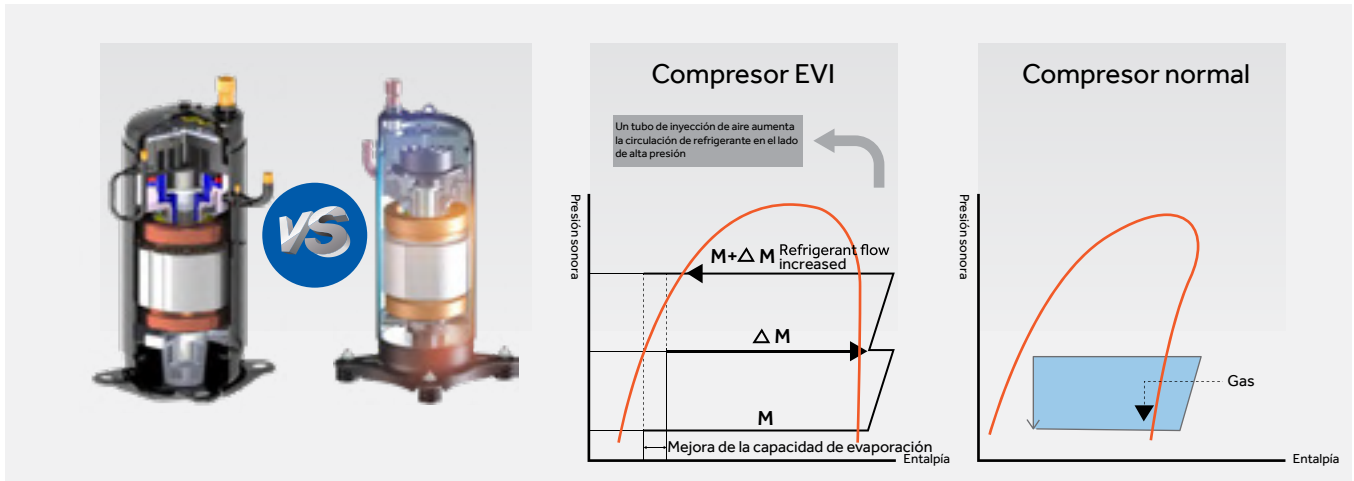 VS
Compresor EVI
Un tubo de inyección de aire aumenta
la circulación de refrigerante en el lado
de alta presión
Presión sonora
M+△ M Refrigerant flow
increased
△ M
M
Mejora de la capacidad de evaporación
Entalpía
Compresor normal
Presión sonora
Gas
Entalpía